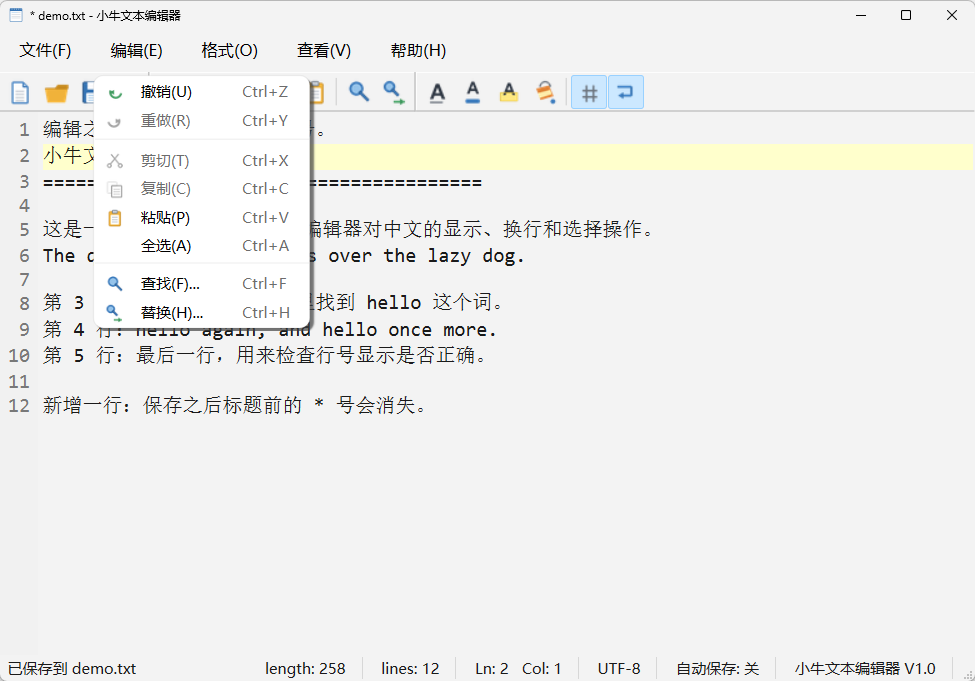 * demo.txt - 小牛文本编辑器
文件(F) 编辑(E) 格式(O) 查看(V) 帮助(H)
撤销(U) Ctrl+Z
重做(R) Ctrl+Y
剪切(T) Ctrl+X
复制(C) Ctrl+C
粘贴(P) Ctrl+V
全选(A) Ctrl+A
查找(F)... Ctrl+F
替换(H)... Ctrl+H
1 编辑 。
2 小牛
3 ==================================
4
5 这是 编辑器对中文的显示、换行和选择操作。
6 The over the lazy dog.
7
8 第 3 找到 hello 这个词。
9 第 4 行: hello again, and hello once more.
10 第 5 行: 最后一行，用来检查行号显示是否正确。
11
12 新增一行: 保存之后标题前的 * 号会消失。
已保存到 demo.txt length: 258 lines: 12 Ln: 2 Col: 1 UTF-8 自动保存: 关 小牛文本编辑器 V1.0